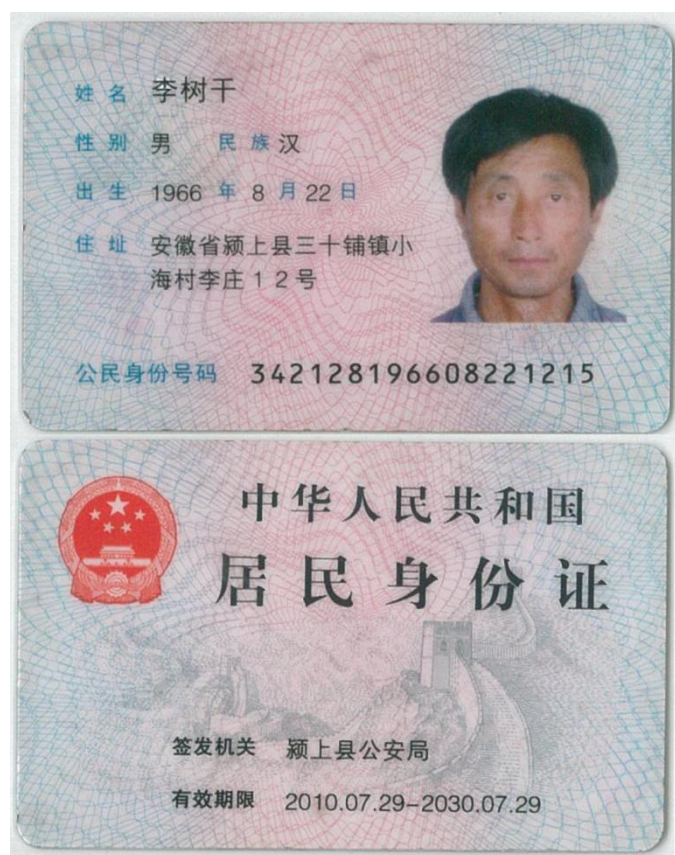 姓名 李树千
性别 男 民族 汉
出生 1966 年 8 月 22 日
住址 安徽省颍上县三十铺镇小
海村李庄12号
公民身份号码 342128196608221215
中华人民共和国
居民身份证
签发机关 颍上县公安局
有效期限 2010.07.29-2030.07.29